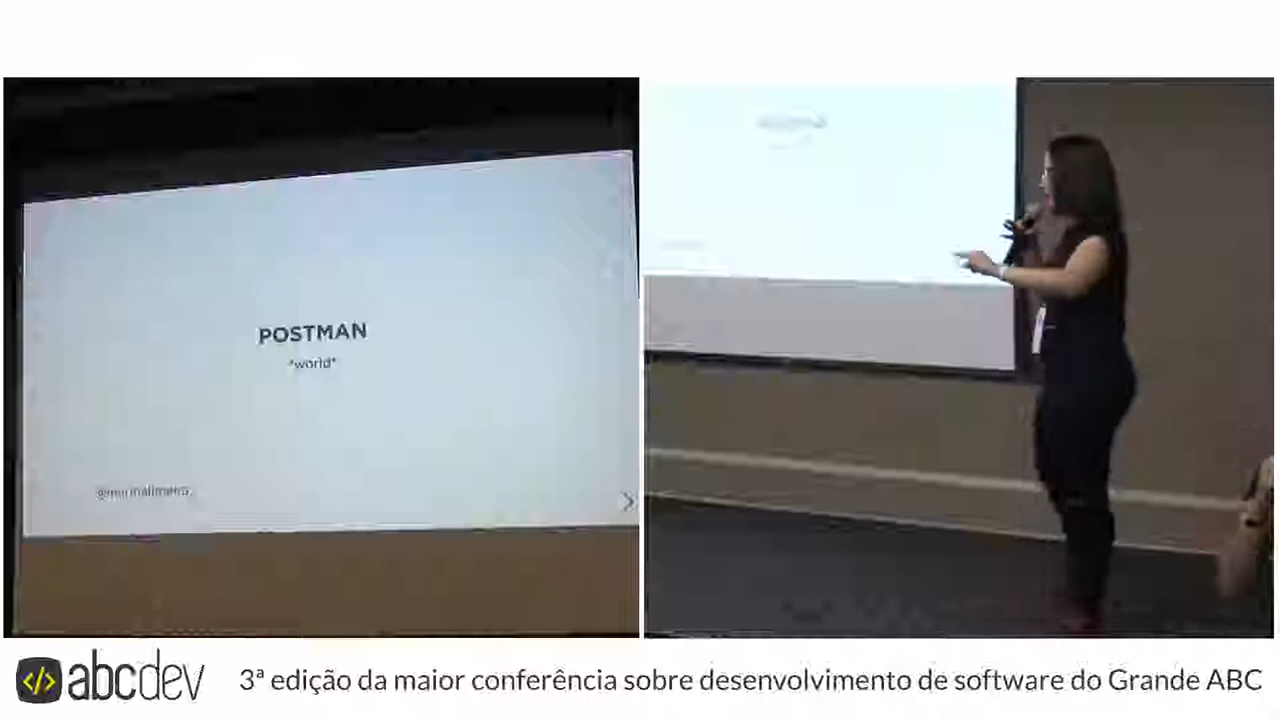 POSTMAN
*world*
</> abcdev
3ª edição da maior conferência sobre desenvolvimento de software do Grande ABC